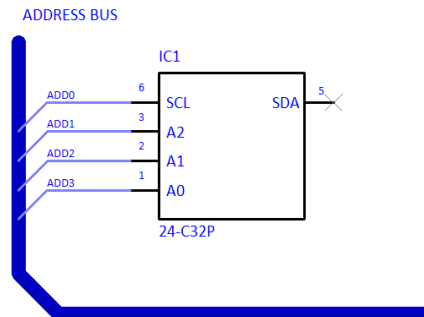 ADDRESS BUS
IC1
ADD0 6 SCL SDA 5
ADD1 3 A2
ADD2 2 A1
ADD3 1 A0
24-C32P